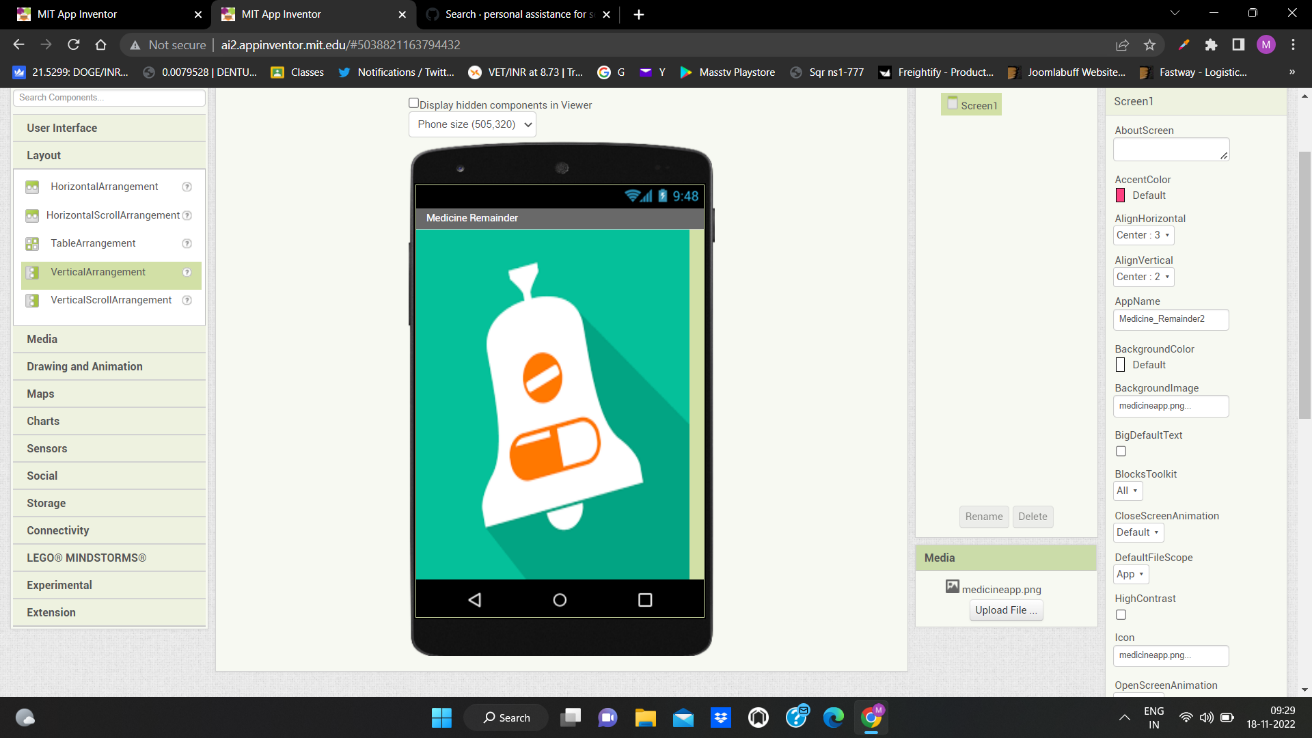 MIT App Inventor
MIT App Inventor
Search · personal assistance for s
Not secure | ai2.appinventor.mit.edu/#5038821163794432
M
21.5299: DOGE/INR...
0.0079528 | DENTU...
Classes
Notifications / Twitt...
VET/INR at 8.73 | Tr...
G
Y
Masstv Playstore
Sqr ns1-777
Freightify - Product...
Joomlabuff Website...
Fastway - Logistic...
»
Search Components...
User Interface
Layout
HorizontalArrangement ?
HorizontalScrollArrangement ?
TableArrangement ?
VerticalArrangement ?
VerticalScrollArrangement ?
Media
Drawing and Animation
Maps
Charts
Sensors
Social
Storage
Connectivity
LEGO® MINDSTORMS®
Experimental
Extension
Display hidden components in Viewer
Phone size (505,320)
9:48
Medicine Remainder
Screen1
Rename Delete
Media
medicineapp.png
Upload File ...
Screen1
AboutScreen
AccentColor
Default
AlignHorizontal
Center : 3
AlignVertical
Center : 2
AppName
Medicine_Remainder2
BackgroundColor
Default
BackgroundImage
medicineapp.png...
BigDefaultText
BlocksToolkit
All
CloseScreenAnimation
Default
DefaultFileScope
App
HighContrast
Icon
medicineapp.png...
OpenScreenAnimation
Search
M
ENG
IN
09:29
18-11-2022